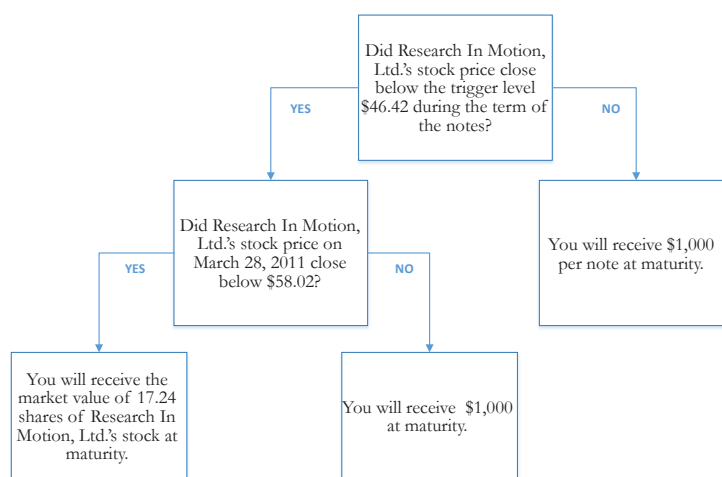 Did Research In Motion,
Ltd.'s stock price close
below the trigger level
$46.42 during the term of
the notes?
YES
NO
Did Research In Motion,
Ltd.'s stock price on
March 28, 2011 close
below $58.02?
You will receive $1,000
per note at maturity.
YES
NO
You will receive the
market value of 17.24
shares of Research In
Motion, Ltd.'s stock at
maturity.
You will receive $1,000
at maturity.